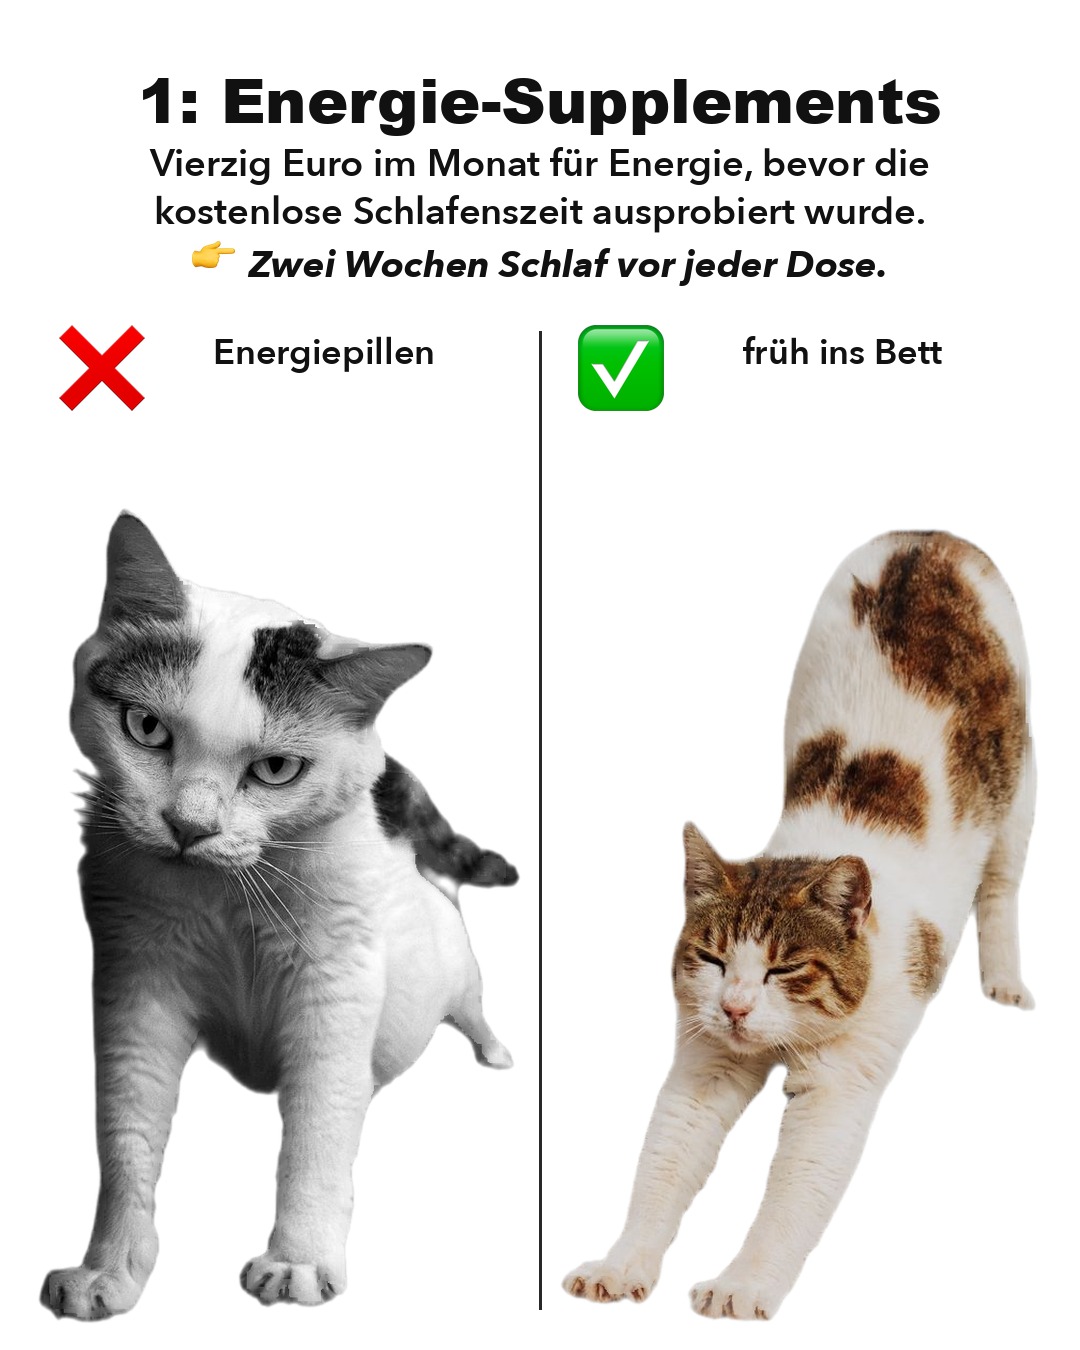 1: Energie-Supplements
Vierzig Euro im Monat für Energie, bevor die
kostenlose Schlafenszeit ausprobiert wurde.
👉 Zwei Wochen Schlaf vor jeder Dose.
❌ Energiepillen
✅ früh ins Bett